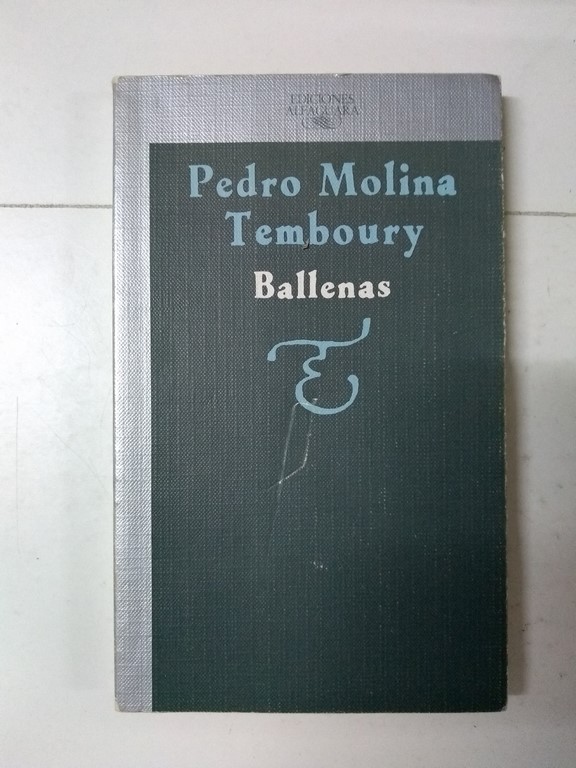 EDICIONES
ALFAGUARA
Pedro Molina
Temboury
Ballenas